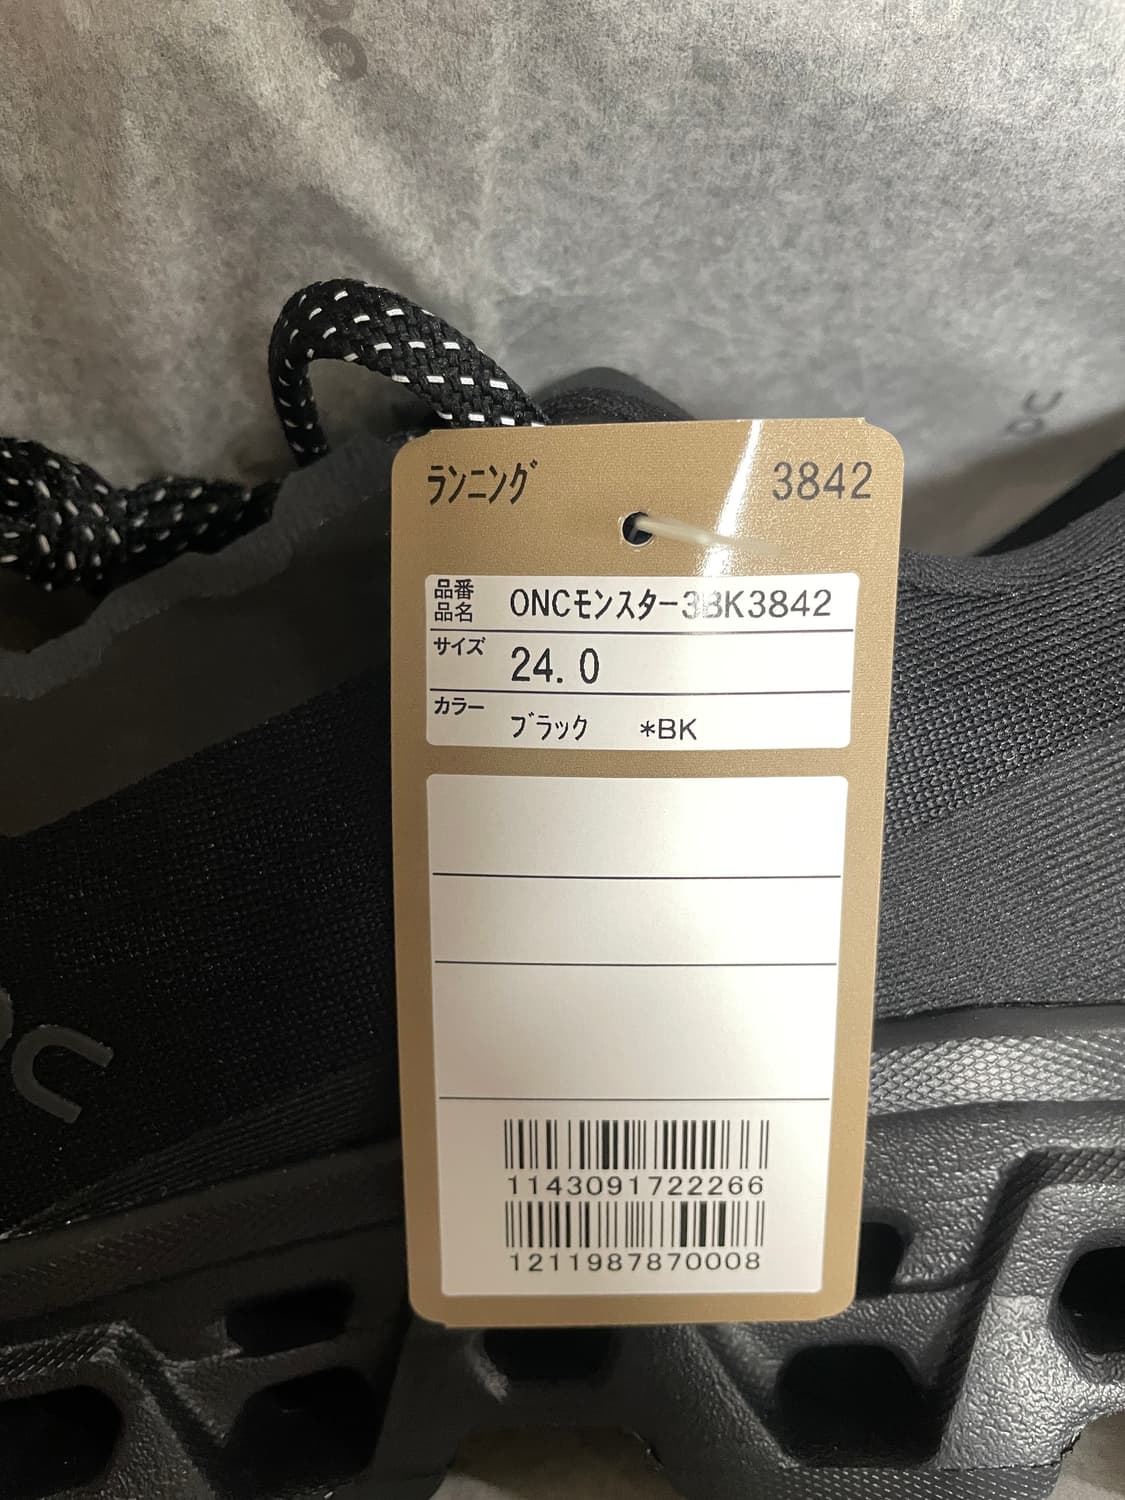 ランニング 3842
品番
品名 ONCモンスター3BK3842
サイズ 24.0
カラー ブラック *BK
1143091722266
1211987870008